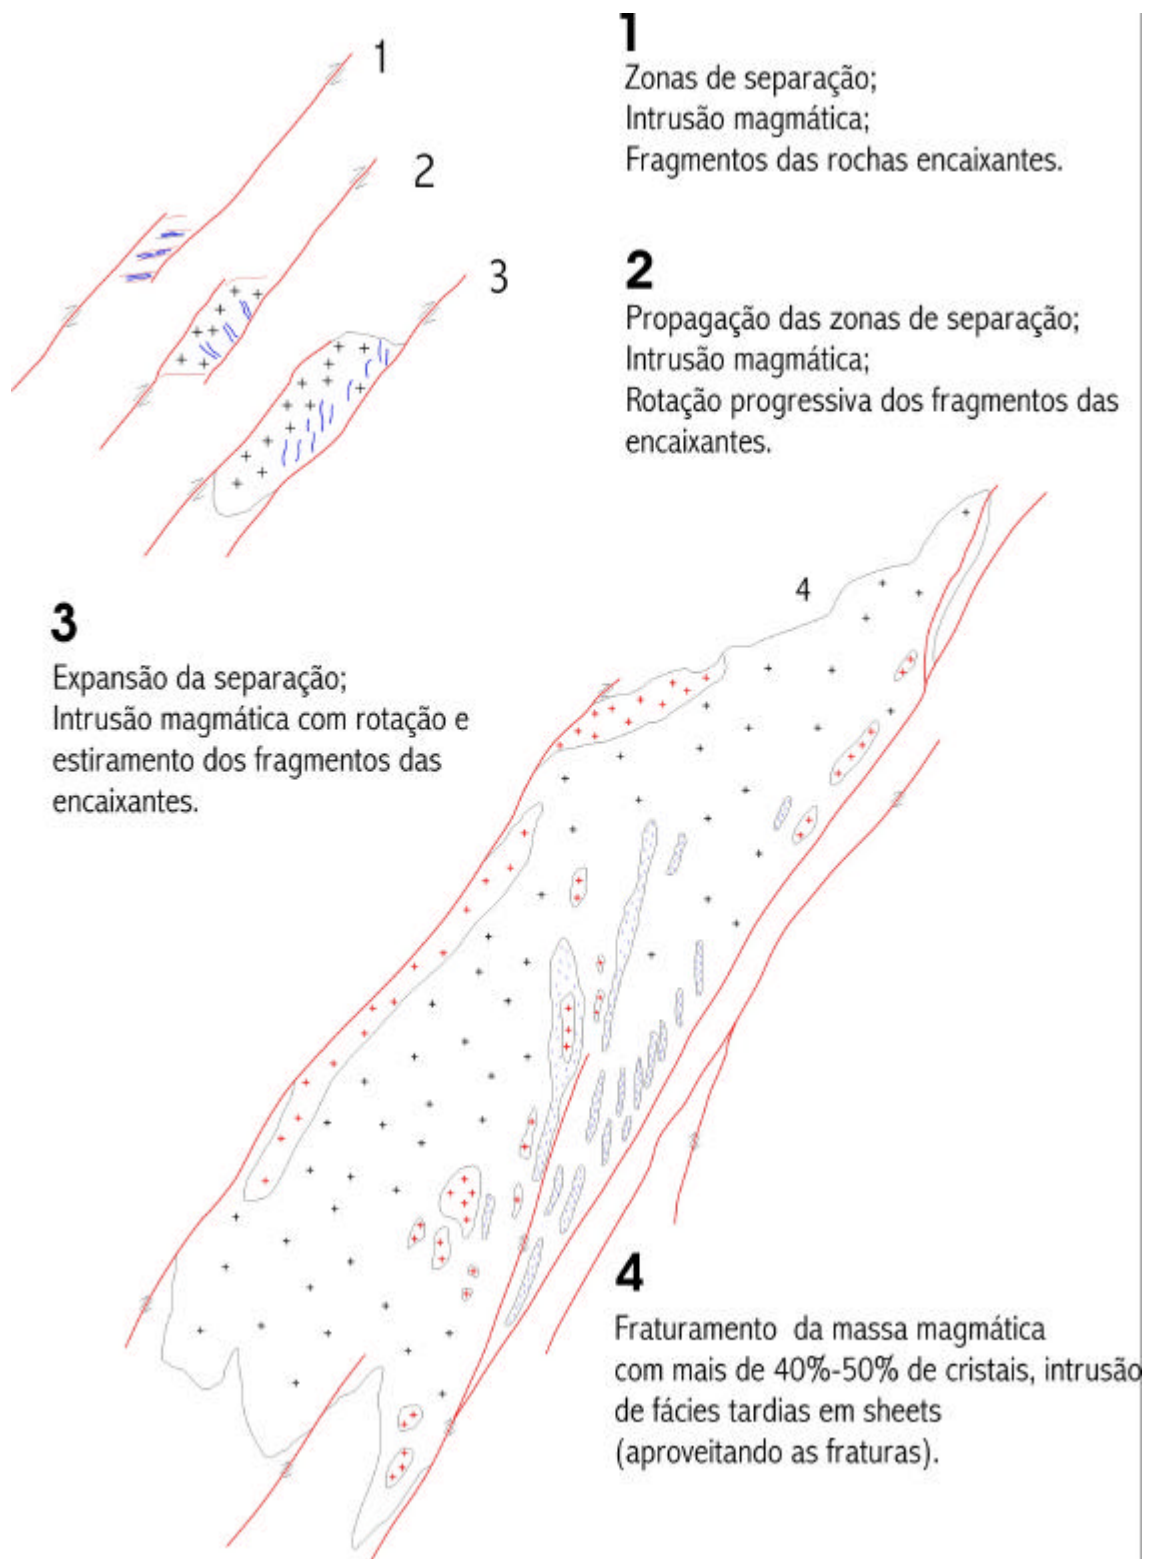 1
1
Zonas de separação;
Intrusão magmática;
Fragmentos das rochas encaixantes.
2
3
2
Propagação das zonas de separação;
Intrusão magmática;
Rotação progressiva dos fragmentos das
encaixantes.
3
Expansão da separação;
Intrusão magmática com rotação e
estiramento dos fragmentos das
encaixantes.
4
4
Fraturamento da massa magmática
com mais de 40%-50% de cristais, intrusão
de fácies tardias em sheets
(aproveitando as fraturas).